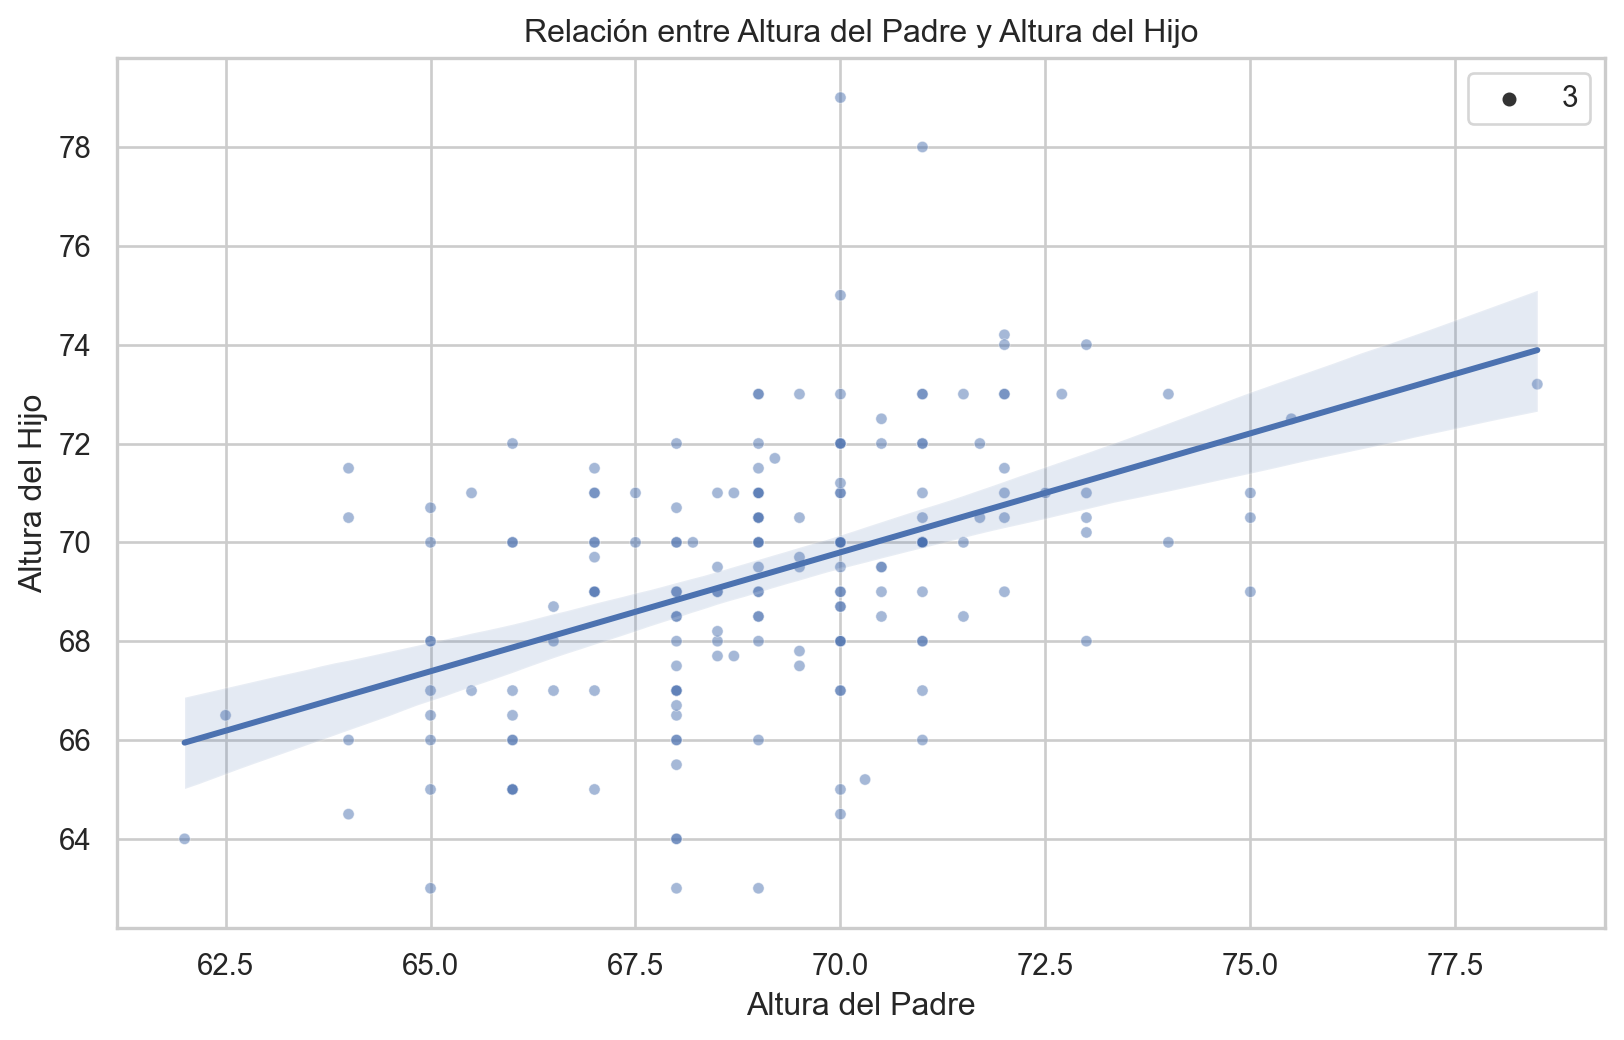 Relación entre Altura del Padre y Altura del Hijo
3
78
76
74
72
70
68
66
64
Altura del Hijo
62.5 65.0 67.5 70.0 72.5 75.0 77.5
Altura del Padre